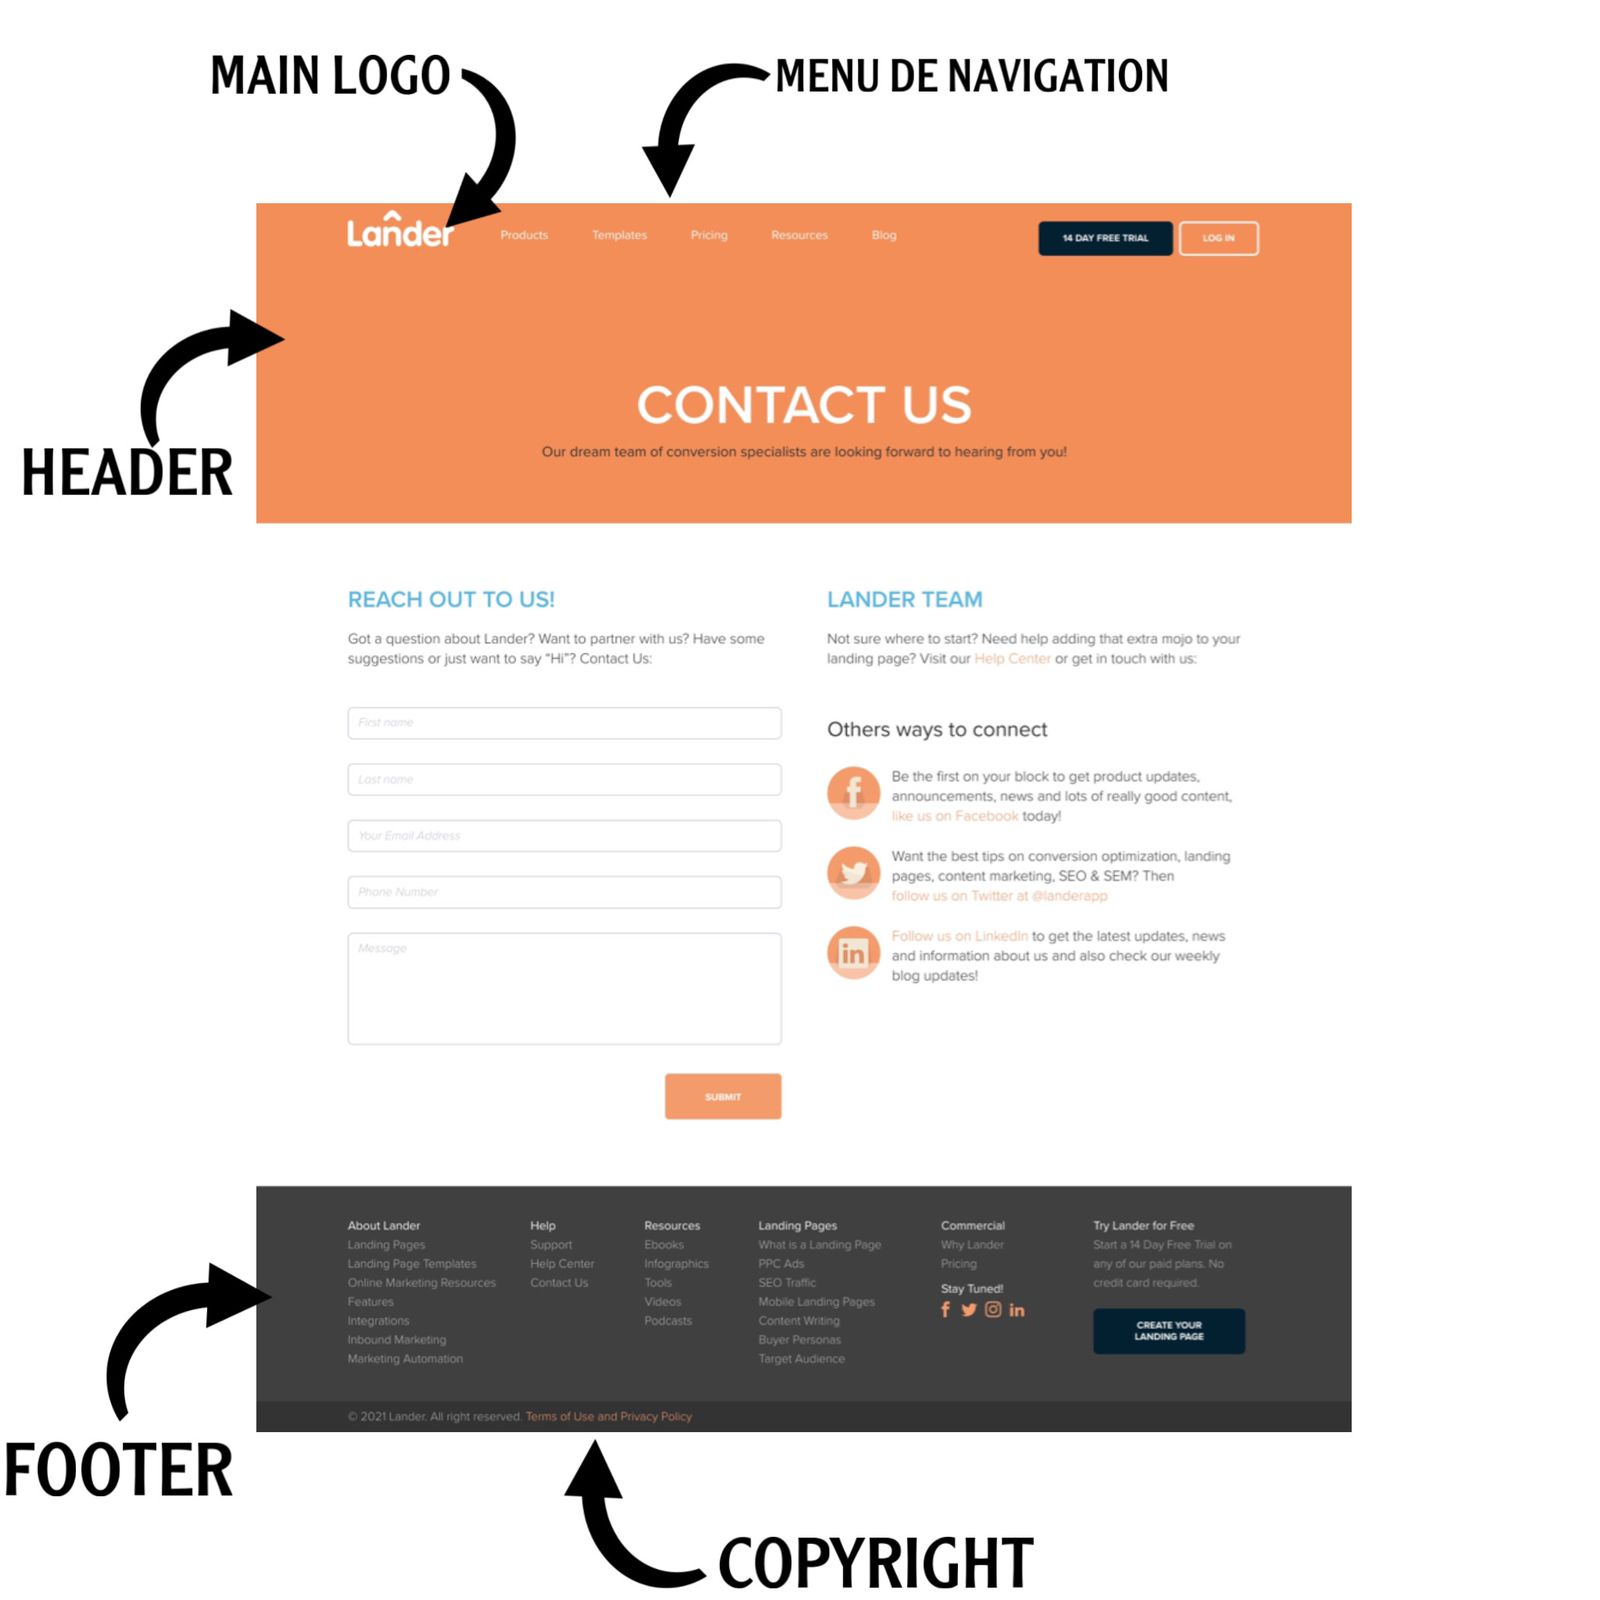 MAIN LOGO
MENU DE NAVIGATION
Lander
Products
Templates
Pricing
Resources
Blog
14 DAY FREE TRIAL
LOG IN
HEADER
CONTACT US
Our dream team of conversion specialists are looking forward to hearing from you!
REACH OUT TO US!
Got a question about Lander? Want to partner with us? Have some
suggestions or just want to say "Hi"? Contact Us:
First name
Last name
Your Email Address
Phone Number
Message
SUBMIT
LANDER TEAM
Not sure where to start? Need help adding that extra mojo to your
landing page? Visit our Help Center or get in touch with us:
Others ways to connect
Be the first on your block to get product updates,
announcements, news and lots of really good content,
like us on Facebook today!
Want the best tips on conversion optimization, landing
pages, content marketing, SEO & SEM? Then
follow us on Twitter at @landerapp
Follow us on LinkedIn to get the latest updates, news
and information about us and also check our weekly
blog updates!
About Lander
Landing Pages
Landing Page Templates
Online Marketing Resources
Features
Integrations
Inbound Marketing
Marketing Automation
Help
Support
Help Center
Contact Us
Resources
Ebooks
Infographics
Tools
Videos
Podcasts
Landing Pages
What is a Landing Page
PPC Ads
SEO Traffic
Mobile Landing Pages
Content Writing
Buyer Personas
Target Audience
Commercial
Why Lander
Pricing
Stay Tuned!
Try Lander for Free
Start a 14 Day Free Trial on
any of our paid plans. No
credit card required.
CREATE YOUR
LANDING PAGE
© 2021 Lander. All right reserved. Terms of Use and Privacy Policy
FOOTER
COPYRIGHT